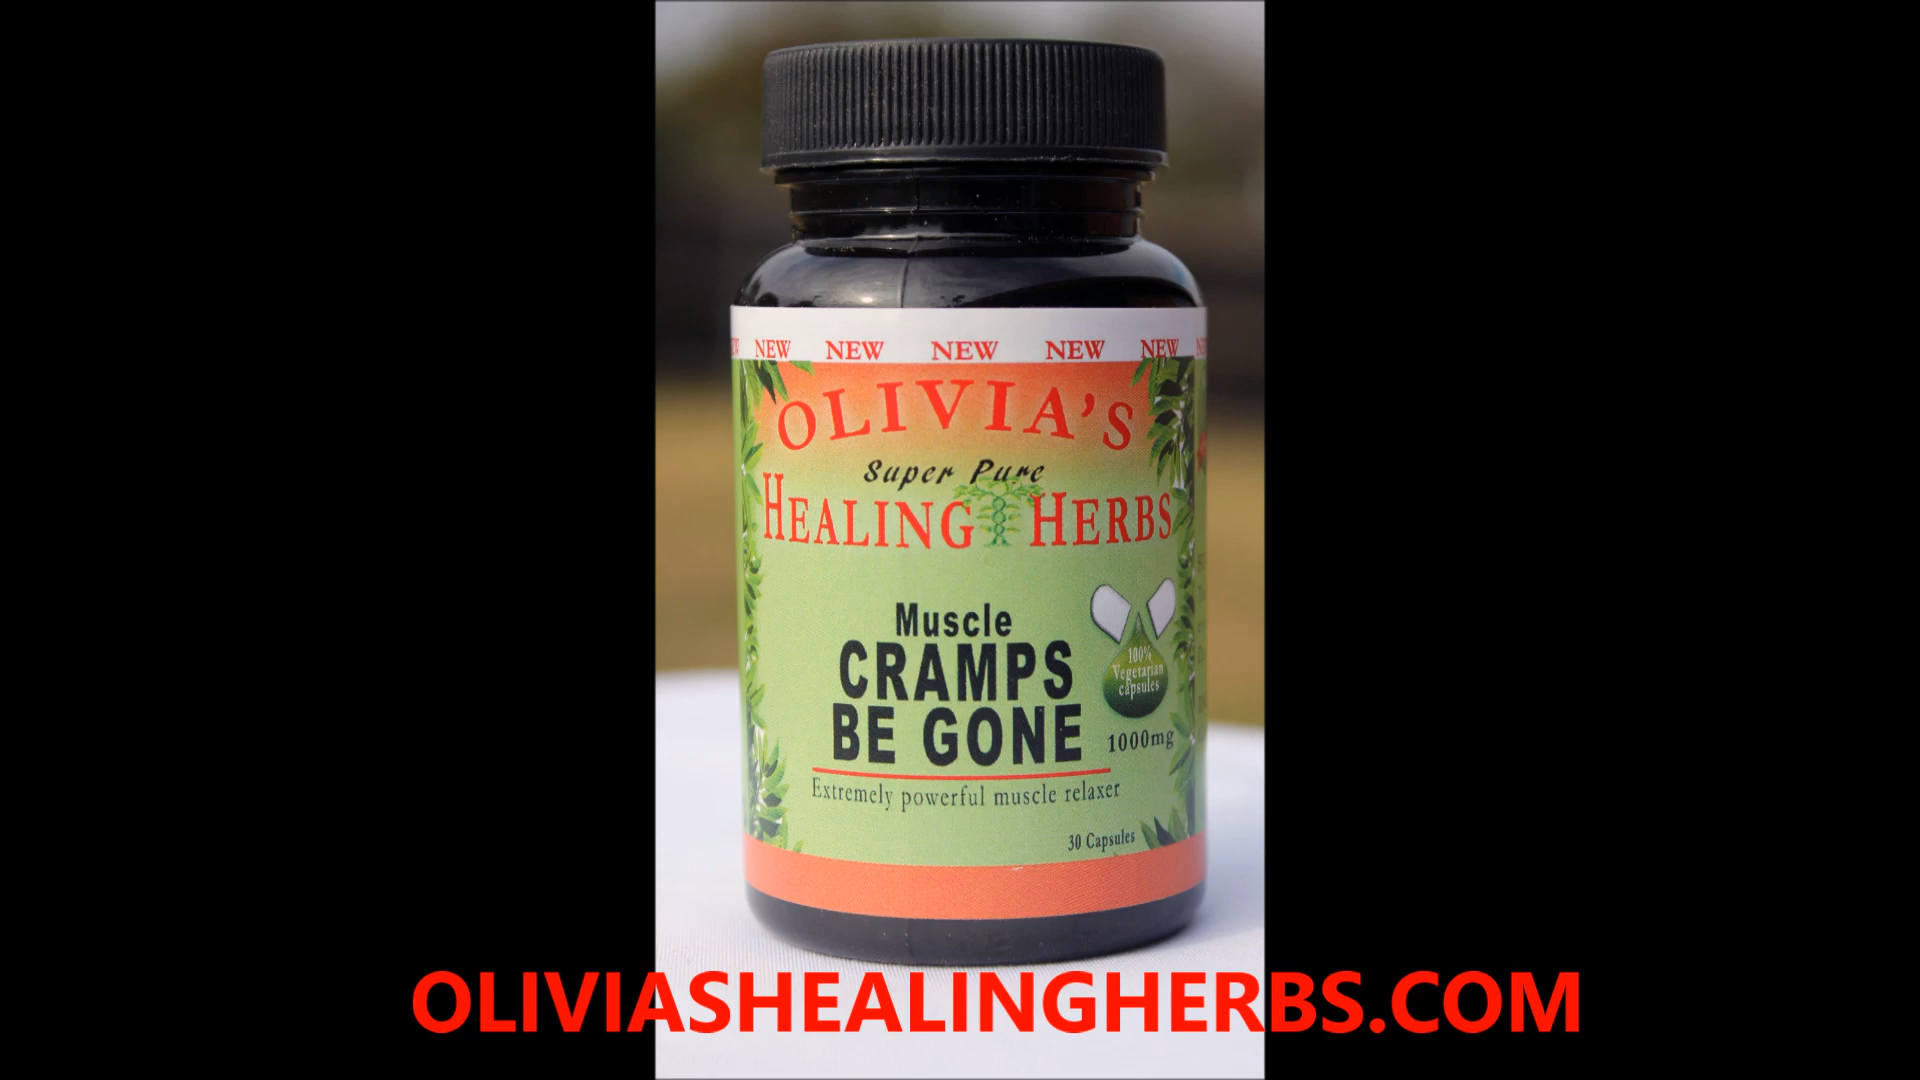 NEW NEW NEW NEW NEW
OLIVIA'S
Super Pure
HEALING HERBS
Muscle
CRAMPS
BE GONE
100%
Vegetarian
capsules
1000mg
Extremely powerful muscle relaxer
30 Capsules
OLIVIASHEALINGHERBS.COM